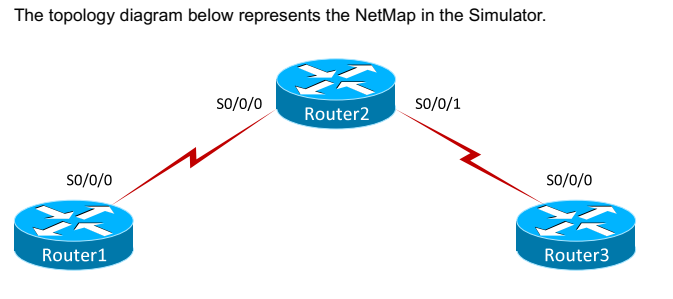 The topology diagram below represents the NetMap in the Simulator.
S0/0/0
Router2
S0/0/1
S0/0/0
Router1
S0/0/0
Router3